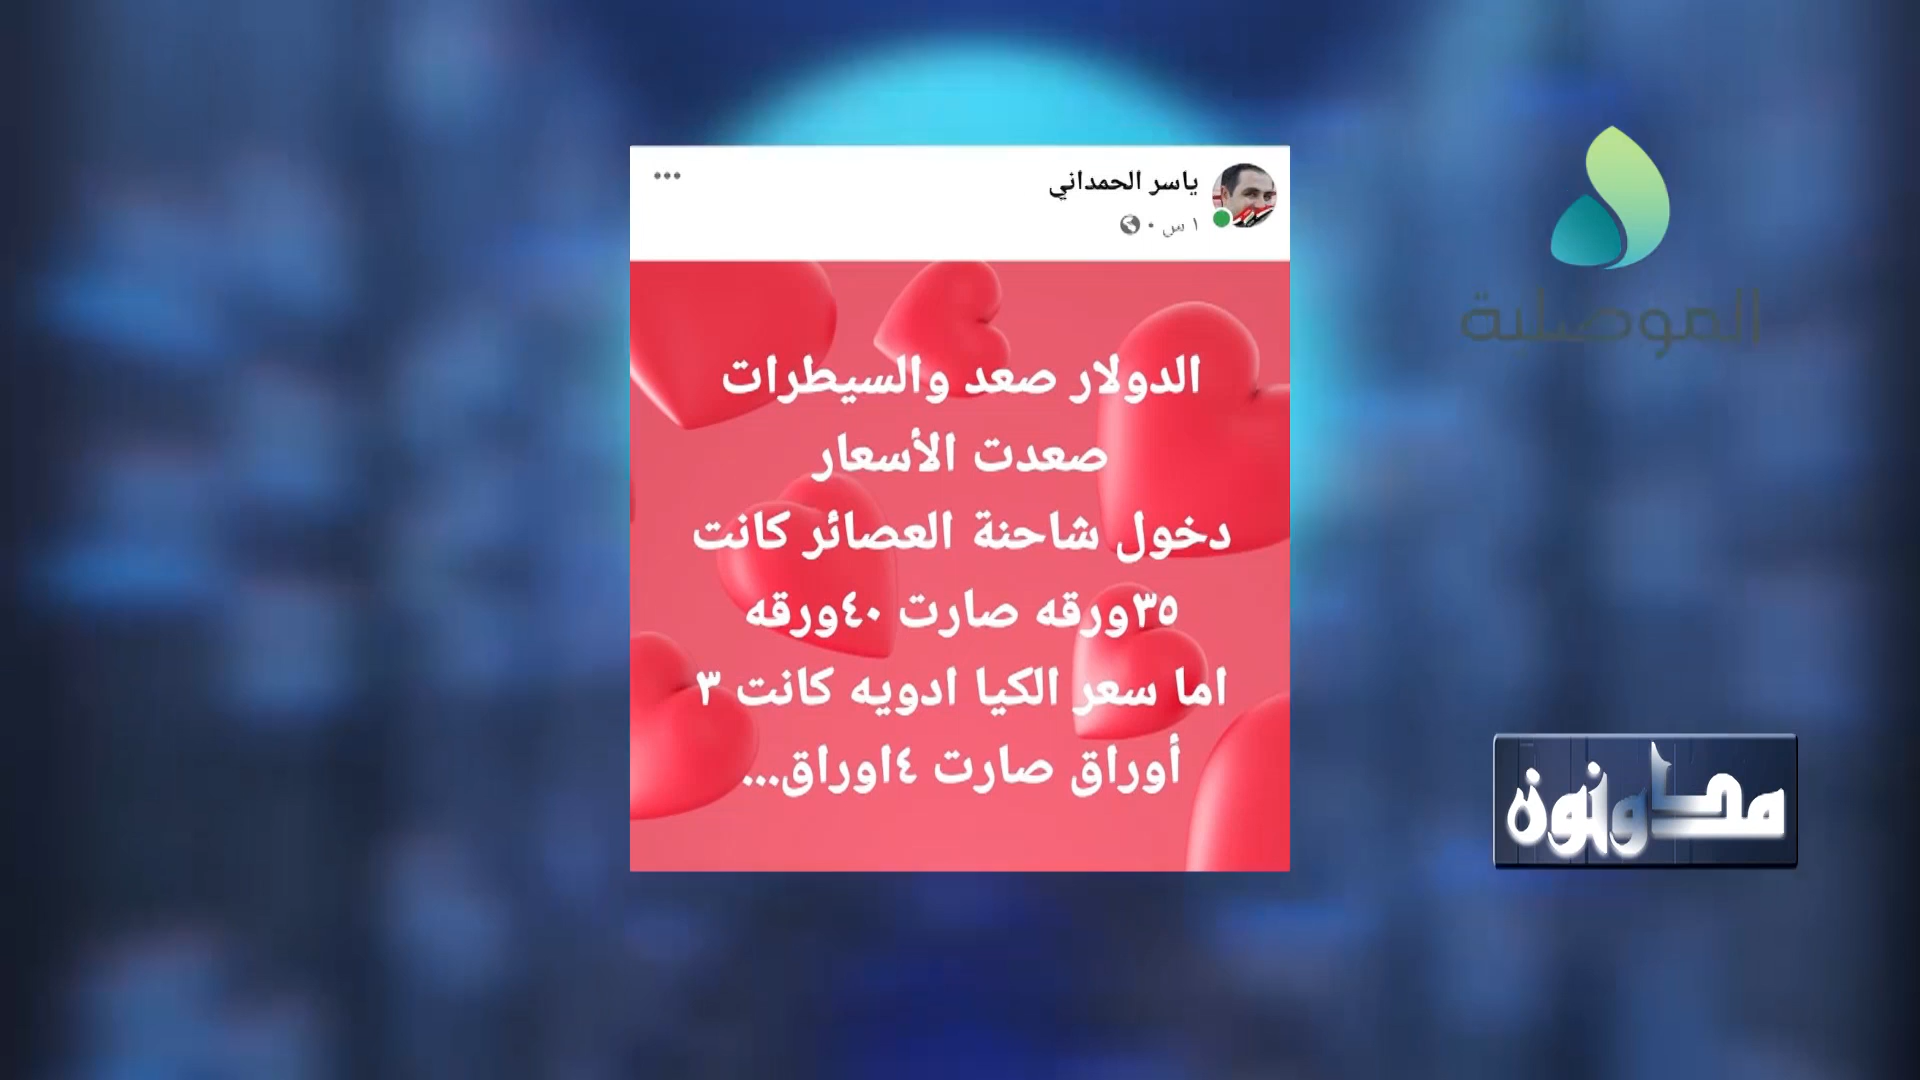 ياسر الحمداني
١ س
الموصلية
الدولار صعد والسيطرات
صعدت الأسعار
دخول شاحنة العصائر كانت
٣٥ورقه صارت ٤٠ورقه
اما سعر الكيا ادويه كانت ٣
أوراق صارت ٤اوراق...